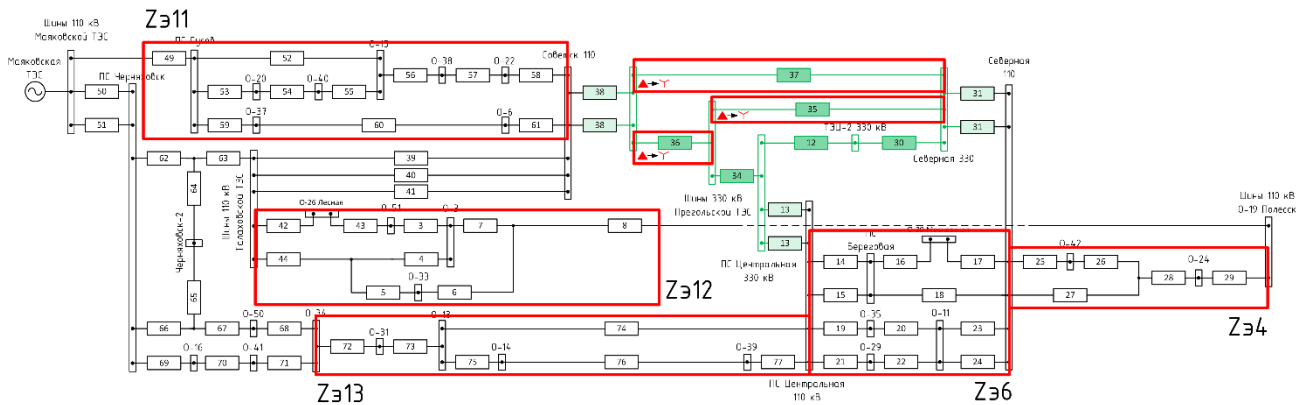 Zэ11
Шины 110 кВ
Маяковской ТЭС
Маяковская
ТЭС
ПС Гусев
О-15
Советск 110
49
52
О-38
О-22
56
57
58
ПС Черняховск
50
О-20
О-40
53
54
55
51
О-37
О-6
59
60
61
38
38
37
36
35
Северная
110
31
31
ТЭЦ-2 330 кВ
12
30
Северная 330
34
Шины 330 кВ
Прегольской ТЭС
62
63
39
40
41
64
Черняховск-2
65
Шины 110 кВ
Талаховской ТЭС
О-26 Лесная
О-51
О-3
42
43
3
7
8
44
4
О-33
5
6
Zэ12
13
13
ПС Центральная
330 кВ
Шины 110 кВ
О-19 Полесск
ПС
Береговая
14
16
17
15
18
О-42
25
26
О-24
28
29
27
Zэ4
66
О-50
67
68
О-16
О-41
69
70
71
О-31
72
73
О-13
74
О-14
75
76
О-39
77
О-35
О-11
19
20
23
О-29
21
22
24
Zэ13
ПС Центральная
110 кВ
Zэ6